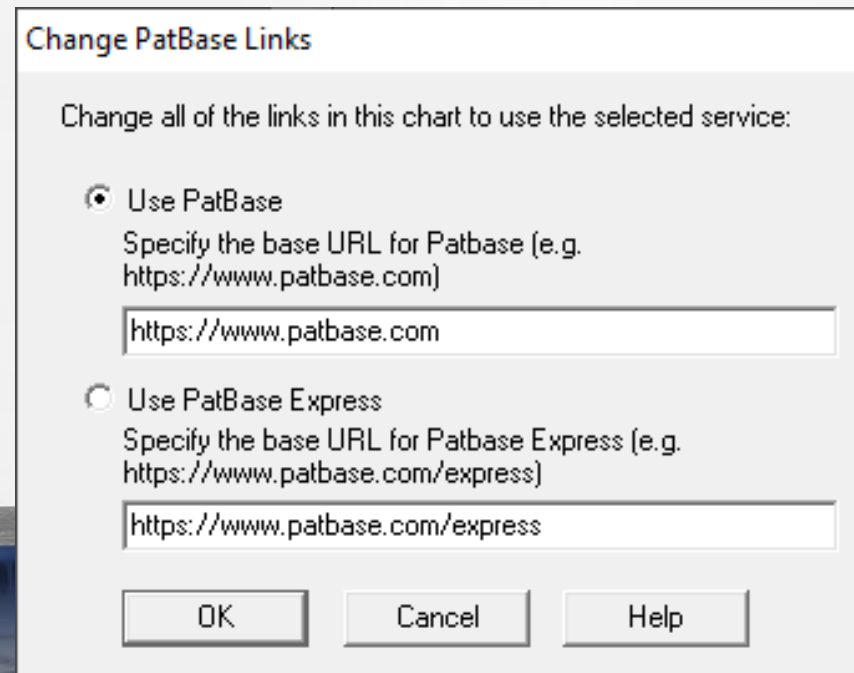 Change PatBase Links
Change all of the links in this chart to use the selected service:
Use PatBase
Specify the base URL for Patbase (e.g.
https://www.patbase.com)
https://www.patbase.com
Use PatBase Express
Specify the base URL for Patbase Express (e.g.
https://www.patbase.com/express)
https://www.patbase.com/express
OK Cancel Help